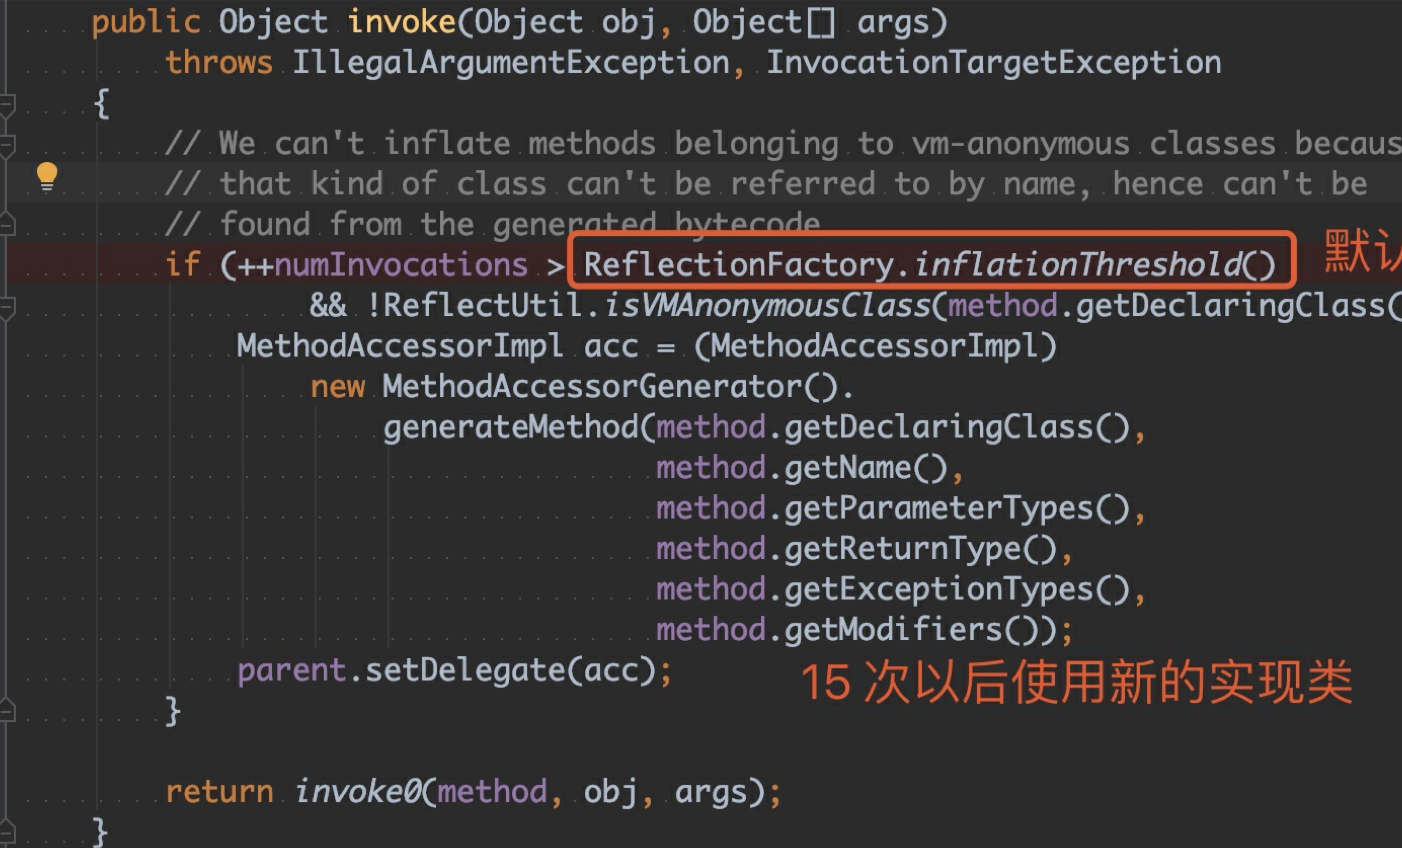 public Object invoke(Object obj, Object[] args)
throws IllegalArgumentException, InvocationTargetException
{
// We can't inflate methods belonging to vm-anonymous classes becaus
// that kind of class can't be referred to by name, hence can't be
// found from the generated bytecode
if (++numInvocations > ReflectionFactory.inflationThreshold() 默认
&& !ReflectUtil.isVMAnonymousClass(method.getDeclaringClass(
MethodAccessorImpl acc = (MethodAccessorImpl)
new MethodAccessorGenerator().
generateMethod(method.getDeclaringClass(),
method.getName(),
method.getParameterTypes(),
method.getReturnType(),
method.getExceptionTypes(),
method.getModifiers());
parent.setDelegate(acc); 15 次以后使用新的实现类
}
return invoke0(method, obj, args);
}